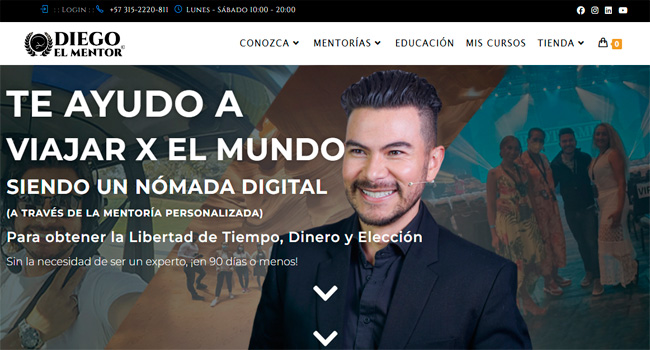 :: Login :: +57 315-2220-811 Lunes - Sábado 10:00 - 20:00
DIEGO
EL MENTOR
CONOZCA MENTORÍAS EDUCACIÓN MIS CURSOS TIENDA 0
TE AYUDO A
VIAJAR X EL MUNDO
SIENDO UN NÓMADA DIGITAL
(A TRAVÉS DE LA MENTORÍA PERSONALIZADA)
Para obtener la Libertad de Tiempo, Dinero y Elección
Sin la necesidad de ser un experto, ¡en 90 días o menos!